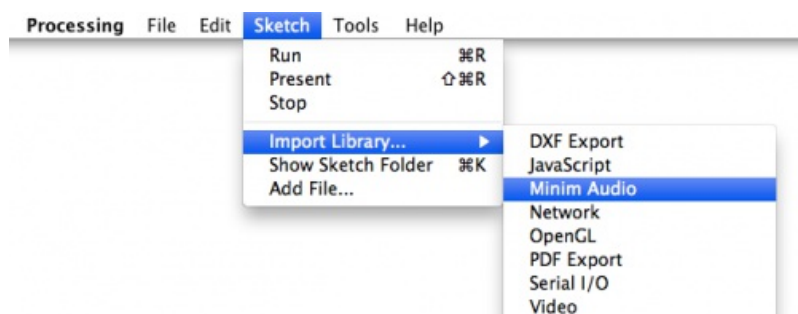 Processing File Edit Sketch Tools Help
Run ⌘R
Present ⇧⌘R
Stop
Import Library... ▶
Show Sketch Folder ⌘K
Add File...
DXF Export
JavaScript
Minim Audio
Network
OpenGL
PDF Export
Serial I/O
Video